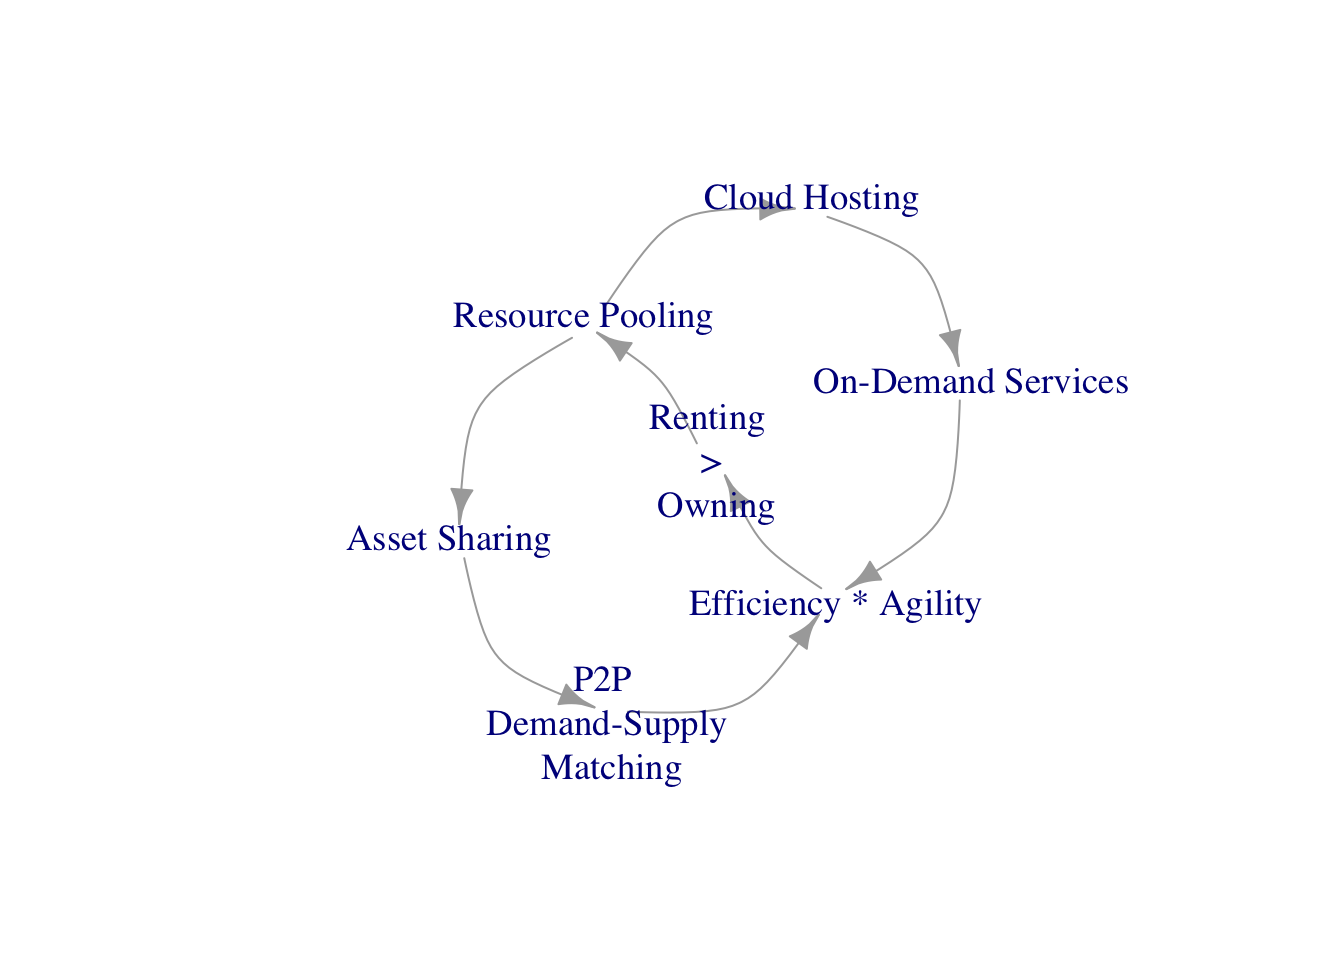 Cloud Hosting
Resource Pooling
On-Demand Services
Renting
>
Owning
Asset Sharing
Efficiency * Agility
P2P
Demand-Supply
Matching